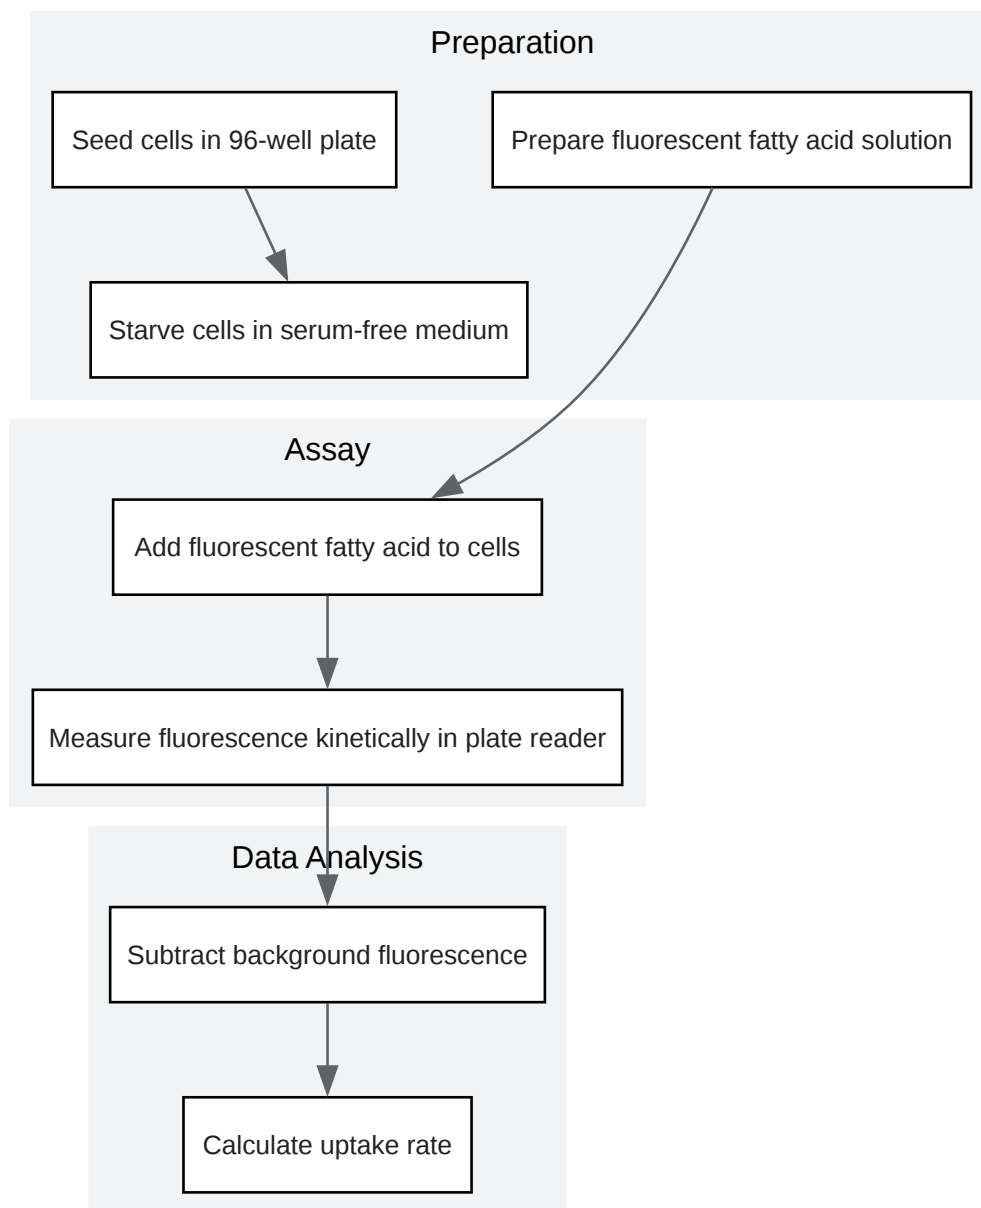 Preparation
Seed cells in 96-well plate
Prepare fluorescent fatty acid solution
Starve cells in serum-free medium
Assay
Add fluorescent fatty acid to cells
Measure fluorescence kinetically in plate reader
Data Analysis
Subtract background fluorescence
Calculate uptake rate